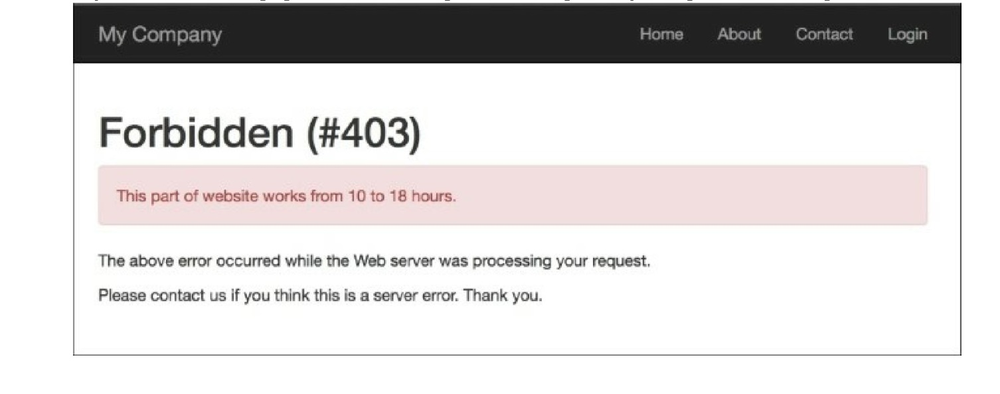 My Company
Home About Contact Login
Forbidden (#403)
This part of website works from 10 to 18 hours.
The above error occurred while the Web server was processing your request.
Please contact us if you think this is a server error. Thank you.